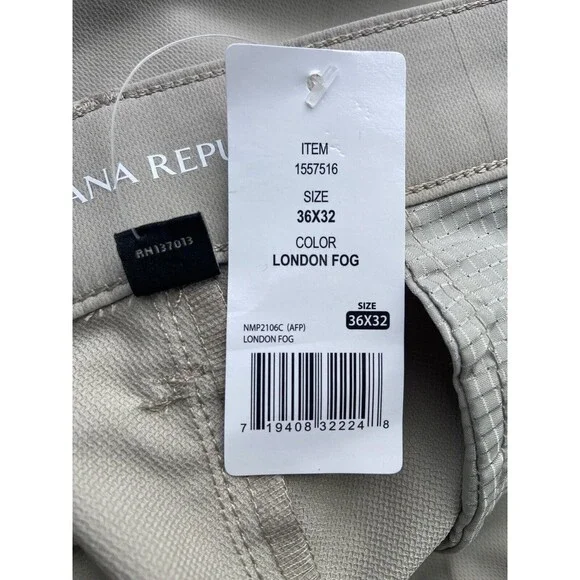 ANA REPU
RN137013
ITEM
1557516
SIZE
36X32
COLOR
LONDON FOG
SIZE
36X32
NMP2106C (AFP)
LONDON FOG
7 19408 32224 8